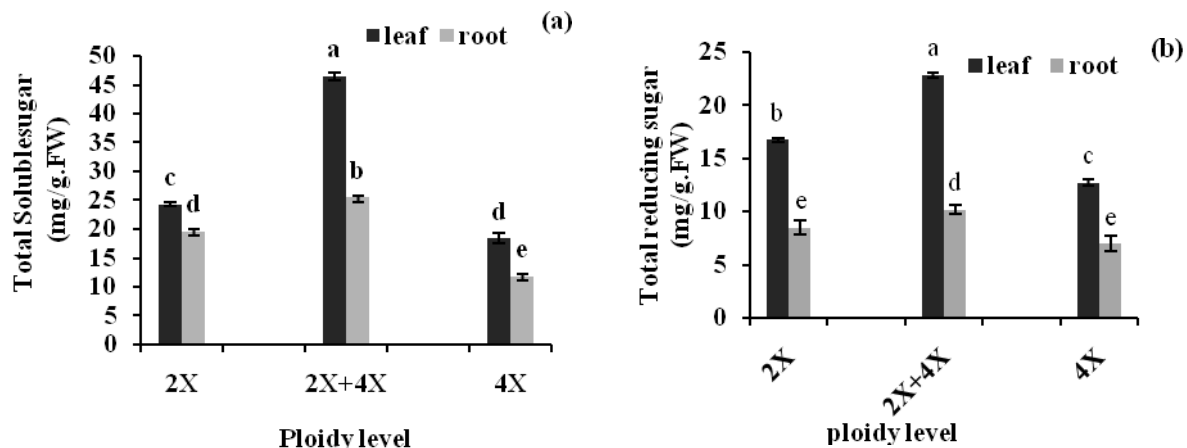 (a)
leaf root
Total Solublesugar
(mg/g.FW)
50
45
40
35
30
25
20
15
10
5
0
c
d
a
b
d
e
2X 2X+4X 4X
Ploidy level
(b)
leaf root
Total reducing sugar
(mg/g.FW)
25
20
15
10
5
0
b
e
a
d
c
e
2X 2X+4X 4X
ploidy level